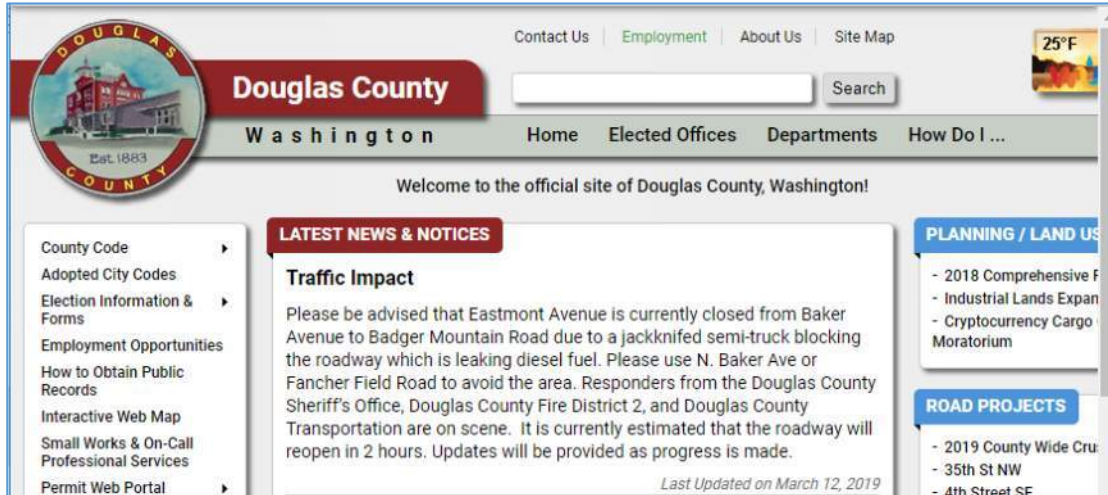 DOUGLAS
COUNTY
Est. 1883
Contact Us
Employment
About Us
Site Map
25°F
Douglas County
Search
Washington
Home
Elected Offices
Departments
How Do I ...
Welcome to the official site of Douglas County, Washington!
County Code
Adopted City Codes
Election Information &
Forms
Employment Opportunities
How to Obtain Public
Records
Interactive Web Map
Small Works & On-Call
Professional Services
Permit Web Portal
LATEST NEWS & NOTICES
Traffic Impact
Please be advised that Eastmont Avenue is currently closed from Baker
Avenue to Badger Mountain Road due to a jackknifed semi-truck blocking
the roadway which is leaking diesel fuel. Please use N. Baker Ave or
Fancher Field Road to avoid the area. Responders from the Douglas County
Sheriff's Office, Douglas County Fire District 2, and Douglas County
Transportation are on scene. It is currently estimated that the roadway will
reopen in 2 hours. Updates will be provided as progress is made.
Last Updated on March 12, 2019
PLANNING / LAND US
- 2018 Comprehensive
- Industrial Lands Expan
- Cryptocurrency Cargo
Moratorium
ROAD PROJECTS
- 2019 County Wide Cru
- 35th St NW
- 4th Street SE